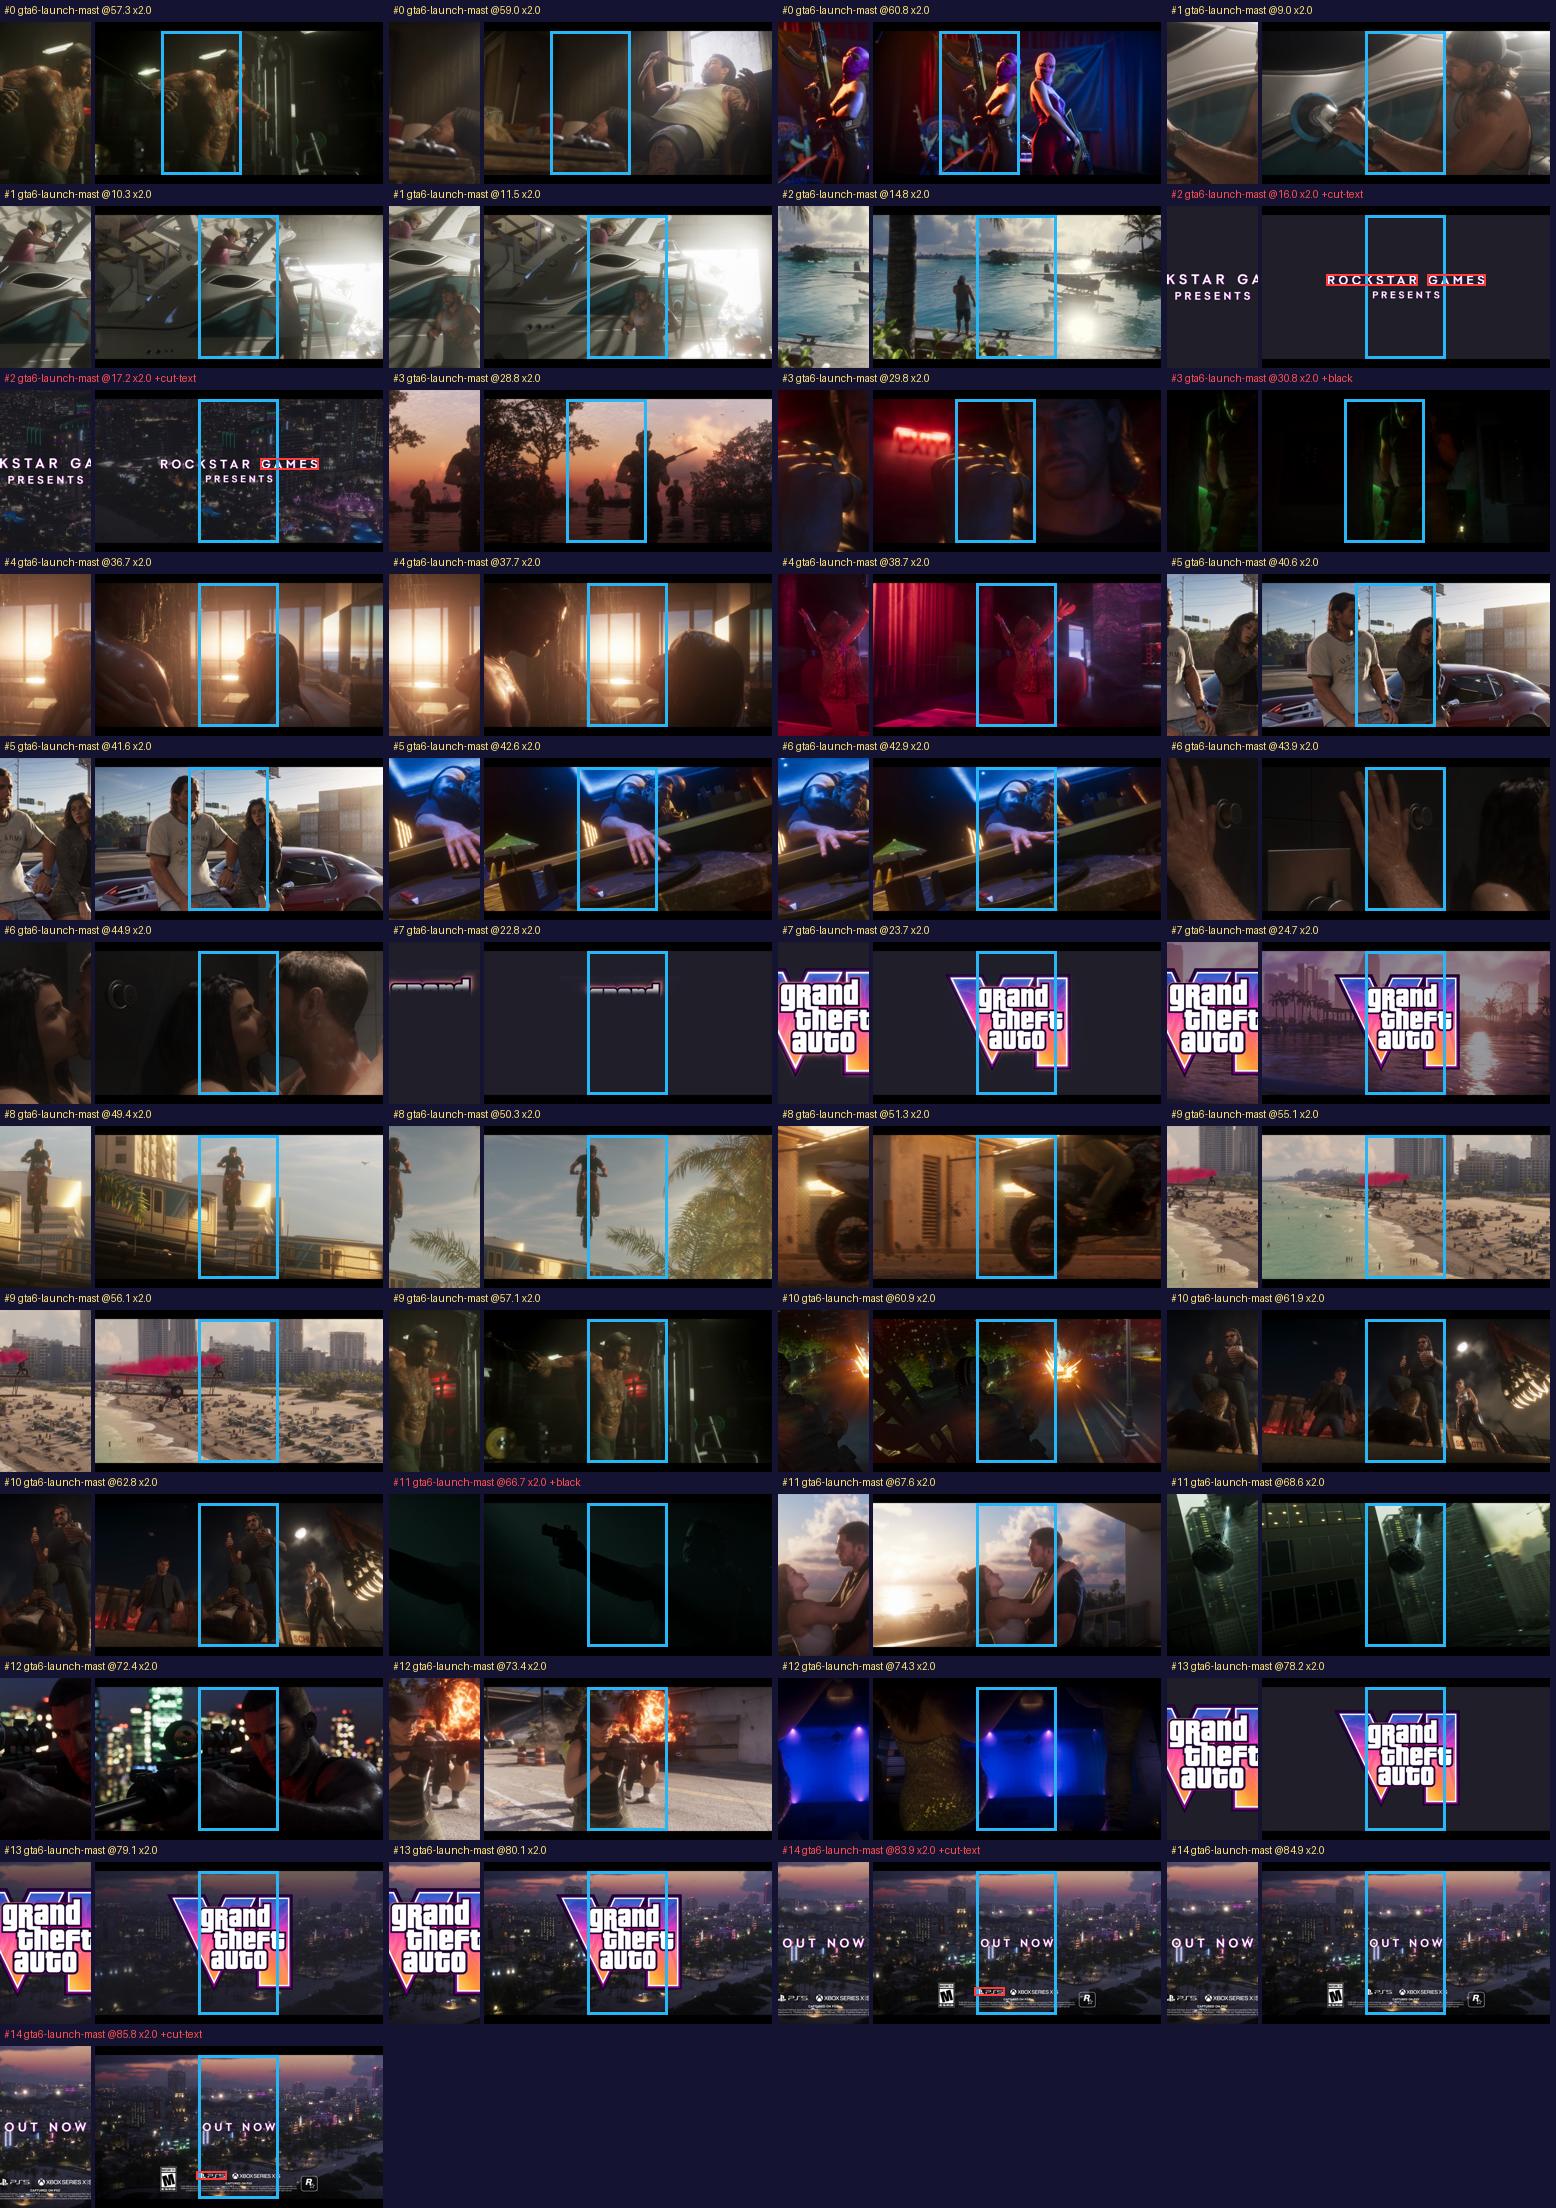 #0 gta6-launch-mast @57.3 x2.0
#0 gta6-launch-mast @59.0 x2.0
#0 gta6-launch-mast @60.8 x2.0
#1 gta6-launch-mast @9.0 x2.0
#1 gta6-launch-mast @10.3 x2.0
#1 gta6-launch-mast @11.5 x2.0
#2 gta6-launch-mast @14.8 x2.0
#2 gta6-launch-mast @16.0 x2.0 +cut-text
KSTAR GA
PRESENTS
ROCKSTAR GAMES
PRESENTS
#2 gta6-launch-mast @17.2 x2.0 +cut-text
#3 gta6-launch-mast @28.8 x2.0
#3 gta6-launch-mast @29.8 x2.0
#3 gta6-launch-mast @30.8 x2.0 +black
KSTAR GA
PRESENTS
ROCKSTAR GAMES
PRESENTS
EXIT
#4 gta6-launch-mast @36.7 x2.0
#4 gta6-launch-mast @37.7 x2.0
#4 gta6-launch-mast @38.7 x2.0
#5 gta6-launch-mast @40.6 x2.0
#5 gta6-launch-mast @41.6 x2.0
#5 gta6-launch-mast @42.6 x2.0
#6 gta6-launch-mast @42.9 x2.0
#6 gta6-launch-mast @43.9 x2.0
#6 gta6-launch-mast @44.9 x2.0
#7 gta6-launch-mast @22.8 x2.0
#7 gta6-launch-mast @23.7 x2.0
#7 gta6-launch-mast @24.7 x2.0
grand
theft
auto
grand
theft
auto
grand
theft
auto
grand
theft
auto
#8 gta6-launch-mast @49.4 x2.0
#8 gta6-launch-mast @50.3 x2.0
#8 gta6-launch-mast @51.3 x2.0
#9 gta6-launch-mast @55.1 x2.0
#9 gta6-launch-mast @56.1 x2.0
#9 gta6-launch-mast @57.1 x2.0
#10 gta6-launch-mast @60.9 x2.0
#10 gta6-launch-mast @61.9 x2.0
#10 gta6-launch-mast @62.8 x2.0
#11 gta6-launch-mast @66.7 x2.0 +black
#11 gta6-launch-mast @67.6 x2.0
#11 gta6-launch-mast @68.6 x2.0
#12 gta6-launch-mast @72.4 x2.0
#12 gta6-launch-mast @73.4 x2.0
#12 gta6-launch-mast @74.3 x2.0
#13 gta6-launch-mast @78.2 x2.0
grand
theft
auto
grand
theft
auto
#13 gta6-launch-mast @79.1 x2.0
#13 gta6-launch-mast @80.1 x2.0
#14 gta6-launch-mast @83.9 x2.0 +cut-text
#14 gta6-launch-mast @84.9 x2.0
grand
theft
auto
grand
theft
auto
grand
theft
auto
grand
theft
auto
OUT NOW
PS5 XBOX SERIES X
OUT NOW
M PS5 XBOX SERIES X R
OUT NOW
PS5 XBOX SERIES X
OUT NOW
M PS5 XBOX SERIES X R
#14 gta6-launch-mast @85.8 x2.0 +cut-text
OUT NOW
PS5 XBOX SERIES X
OUT NOW
M PS5 XBOX SERIES X R